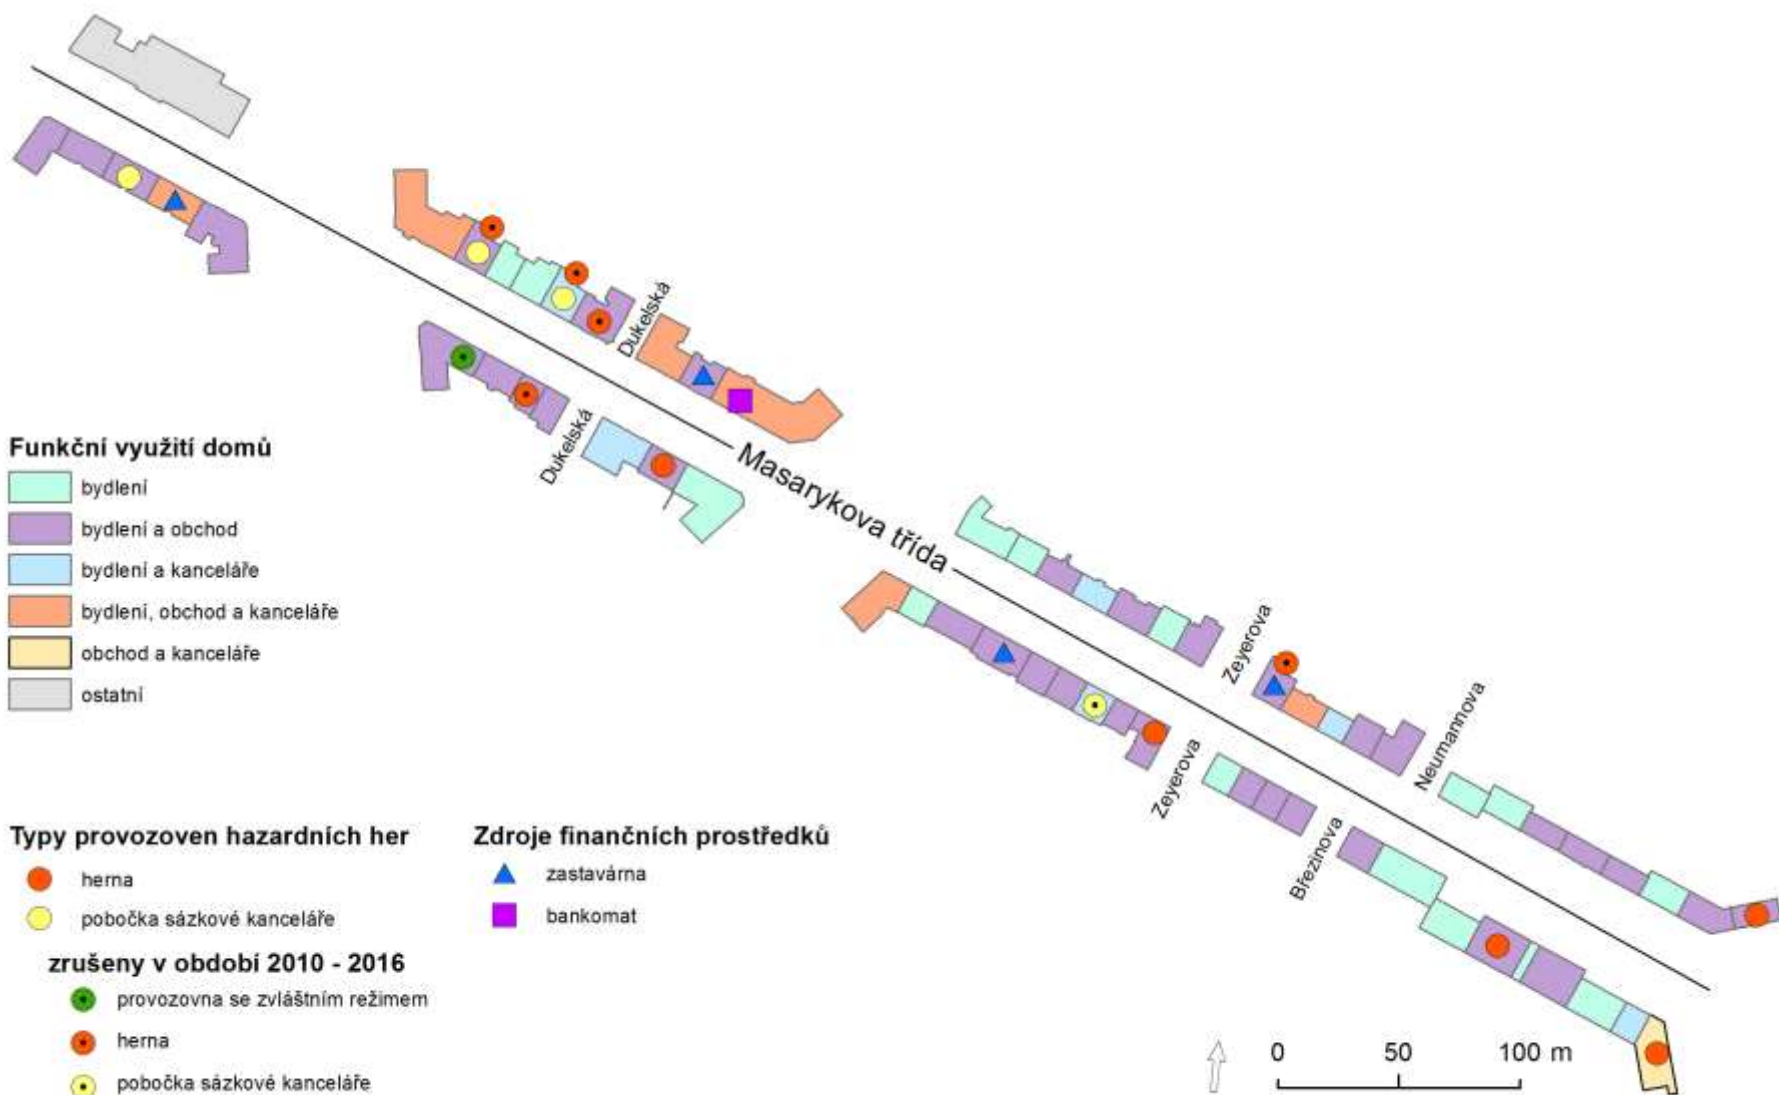 Dukelská
Dukelská
Masarykova třída
Zeyerova
Zeyerova
Neumannova
Březinova
Funkční využití domů
bydlení
bydlení a obchod
bydlení a kanceláře
bydlení, obchod a kanceláře
obchod a kanceláře
ostatní
Typy provozoven hazardních her
herna
pobočka sázkové kanceláře
zrušeny v období 2010 - 2016
provozovna se zvláštním režimem
herna
pobočka sázkové kanceláře
Zdroje finančních prostředků
zastavárna
bankomat
0 50 100 m